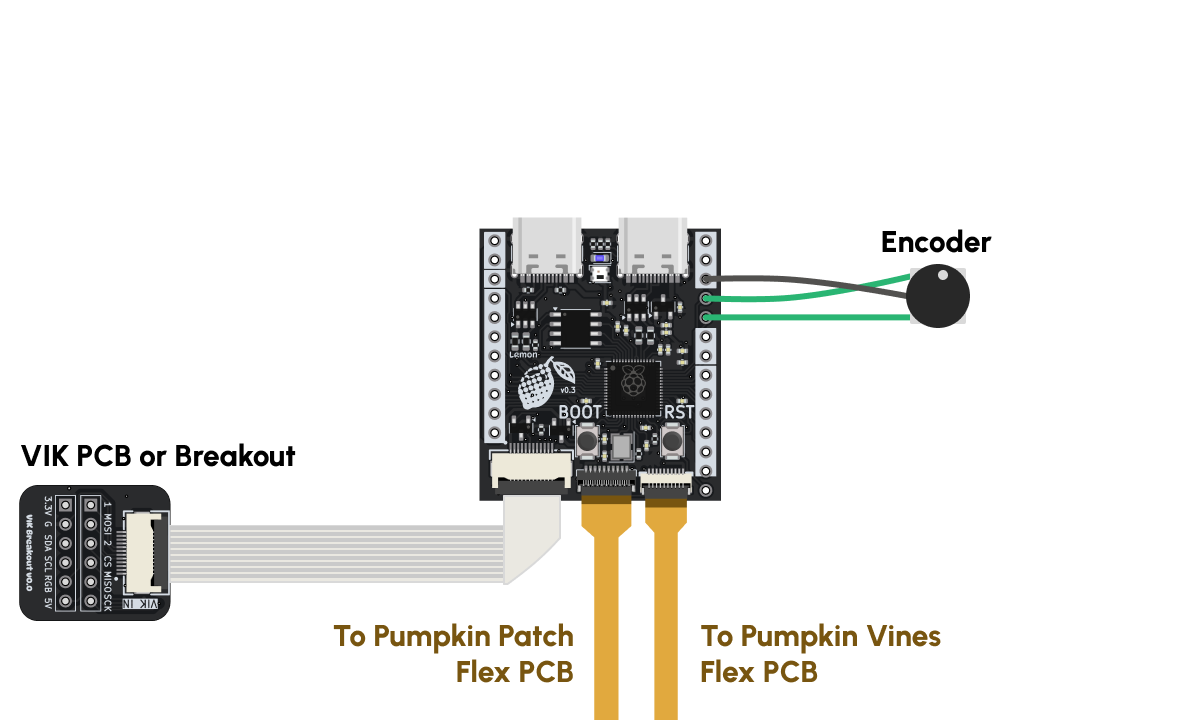 Encoder
Lemon
v0.3
BOOT
RST
VIK PCB or Breakout
3.3V G SDA SCL RGB 5V
1 MOSI 2 CS MISO SCK
VIK Breakout v0.0
VIK IN
To Pumpkin Patch
Flex PCB
To Pumpkin Vines
Flex PCB